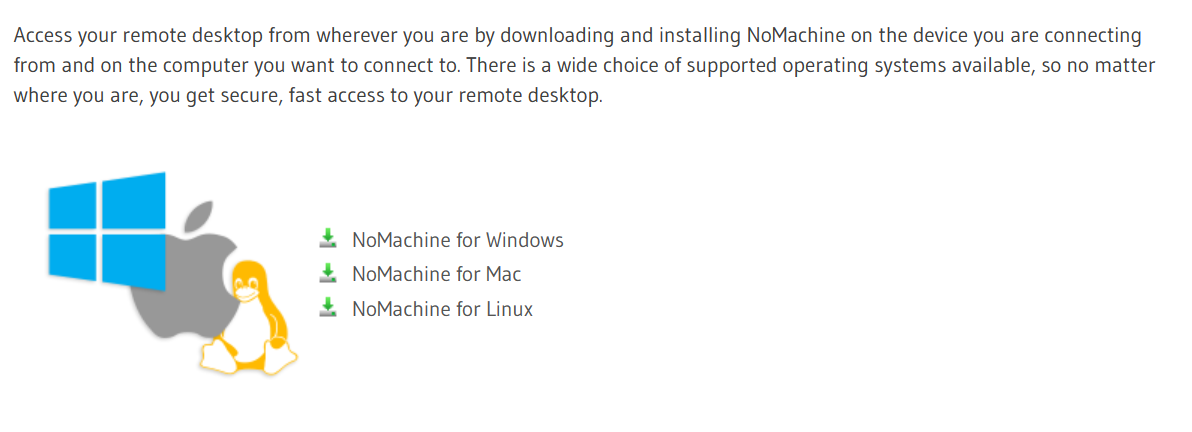 Access your remote desktop from wherever you are by downloading and installing NoMachine on the device you are connecting
from and on the computer you want to connect to. There is a wide choice of supported operating systems available, so no matter
where you are, you get secure, fast access to your remote desktop.
NoMachine for Windows
NoMachine for Mac
NoMachine for Linux